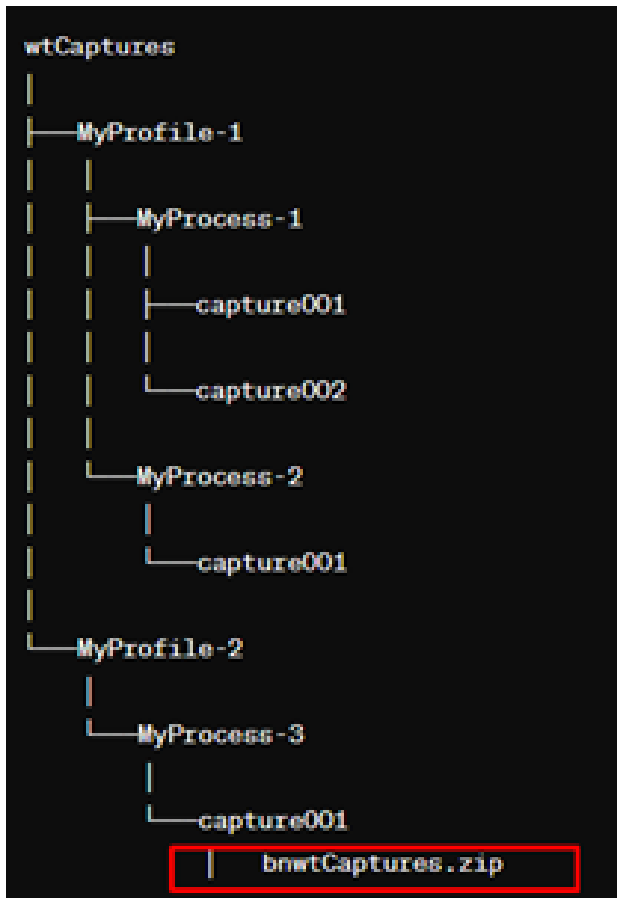 wtCaptures
MyProfile-1
MyProcess-1
capture001
capture002
MyProcess-2
capture001
MyProfile-2
MyProcess-3
capture001
bnwtCaptures.zip